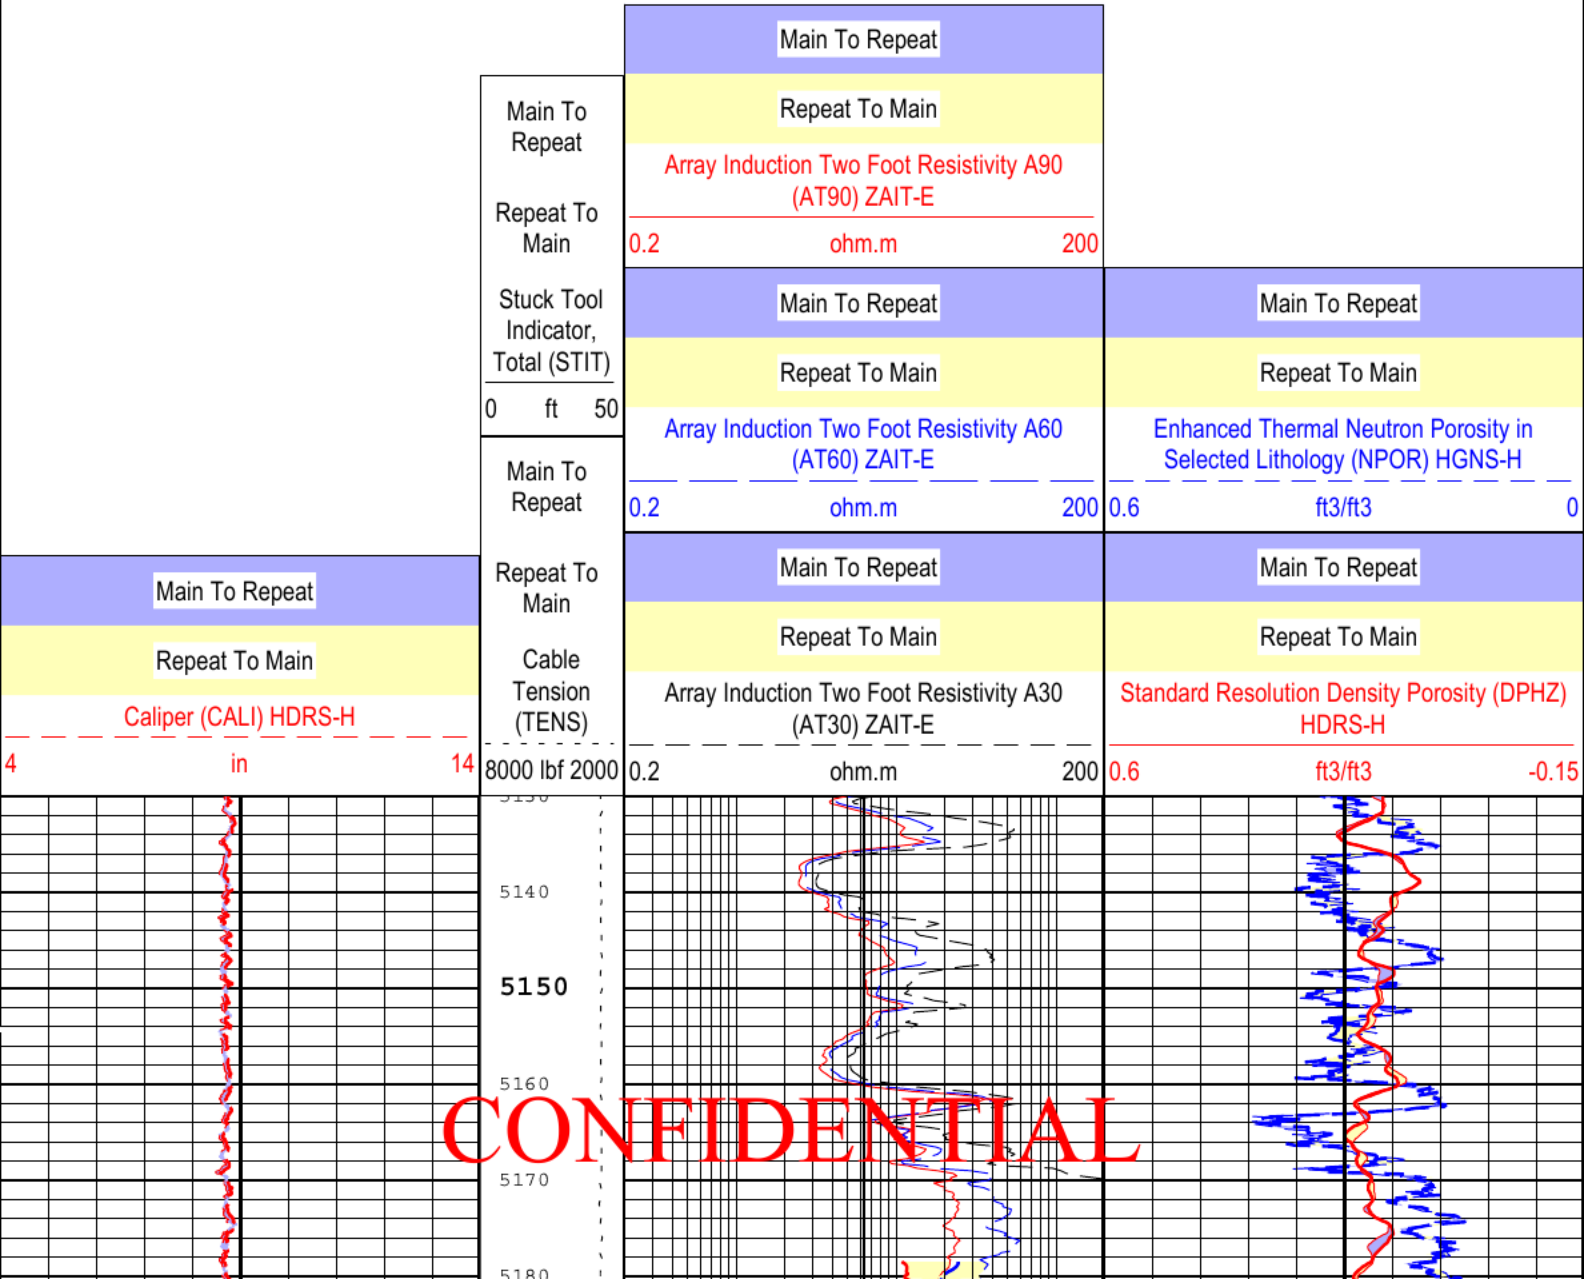 Main To Repeat
Repeat To Main
Array Induction Two Foot Resistivity A90
(AT90) ZAIT-E
0.2 ohm.m 200
Main To
Repeat
Repeat To
Main
Stuck Tool
Indicator,
Total (STIT)
0 ft 50
Main To Repeat
Repeat To Main
Array Induction Two Foot Resistivity A60
(AT60) ZAIT-E
0.2 ohm.m 200
Main To Repeat
Repeat To Main
Enhanced Thermal Neutron Porosity in
Selected Lithology (NPOR) HGNS-H
0.6 ft3/ft3 0
Main To Repeat
Repeat To Main
Caliper (CALI) HDRS-H
4 in 14
Main To
Repeat
Repeat To
Main
Cable
Tension
(TENS)
8000 lbf 2000
Main To Repeat
Repeat To Main
Array Induction Two Foot Resistivity A30
(AT30) ZAIT-E
0.2 ohm.m 200
Main To Repeat
Repeat To Main
Standard Resolution Density Porosity (DPHZ)
HDRS-H
0.6 ft3/ft3 -0.15
5130
5140
5150
5160
CONFIDENTIAL
5170
5180